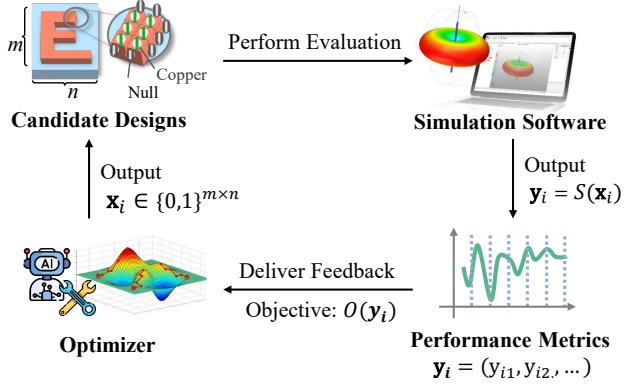 m
n
E
Copper
Null
Candidate Designs
Perform Evaluation
Simulation Software
Output
𝐲ᵢ = S(𝐱ᵢ)
Performance Metrics
𝐲ᵢ = (yᵢ₁, yᵢ₂, …)
Deliver Feedback
Objective: O(𝒚ᵢ)
AI
Optimizer
Output
𝐱ᵢ ∈ {0,1}ᵐˣⁿ